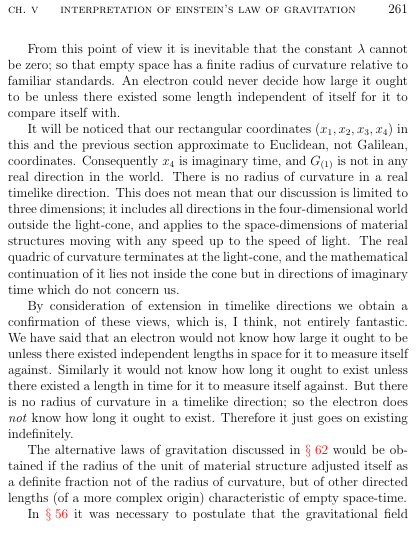 CH. V INTERPRETATION OF EINSTEIN'S LAW OF GRAVITATION 261
From this point of view it is inevitable that the constant λ cannot
be zero; so that empty space has a finite radius of curvature relative to
familiar standards. An electron could never decide how large it ought
to be unless there existed some length independent of itself for it to
compare itself with.
It will be noticed that our rectangular coordinates (x₁, x₂, x₃, x₄) in
this and the previous section approximate to Euclidean, not Galilean,
coordinates. Consequently x₄ is imaginary time, and G₍₁₎ is not in any
real direction in the world. There is no radius of curvature in a real
timelike direction. This does not mean that our discussion is limited to
three dimensions; it includes all directions in the four-dimensional world
outside the light-cone, and applies to the space-dimensions of material
structures moving with any speed up to the speed of light. The real
quadric of curvature terminates at the light-cone, and the mathematical
continuation of it lies not inside the cone but in directions of imaginary
time which do not concern us.
By consideration of extension in timelike directions we obtain a
confirmation of these views, which is, I think, not entirely fantastic.
We have said that an electron would not know how large it ought to be
unless there existed independent lengths in space for it to measure itself
against. Similarly it would not know how long it ought to exist unless
there existed a length in time for it to measure itself against. But there
is no radius of curvature in a timelike direction; so the electron does
not know how long it ought to exist. Therefore it just goes on existing
indefinitely.
The alternative laws of gravitation discussed in § 62 would be ob-
tained if the radius of the unit of material structure adjusted itself as
a definite fraction not of the radius of curvature, but of other directed
lengths (of a more complex origin) characteristic of empty space-time.
In § 56 it was necessary to postulate that the gravitational field